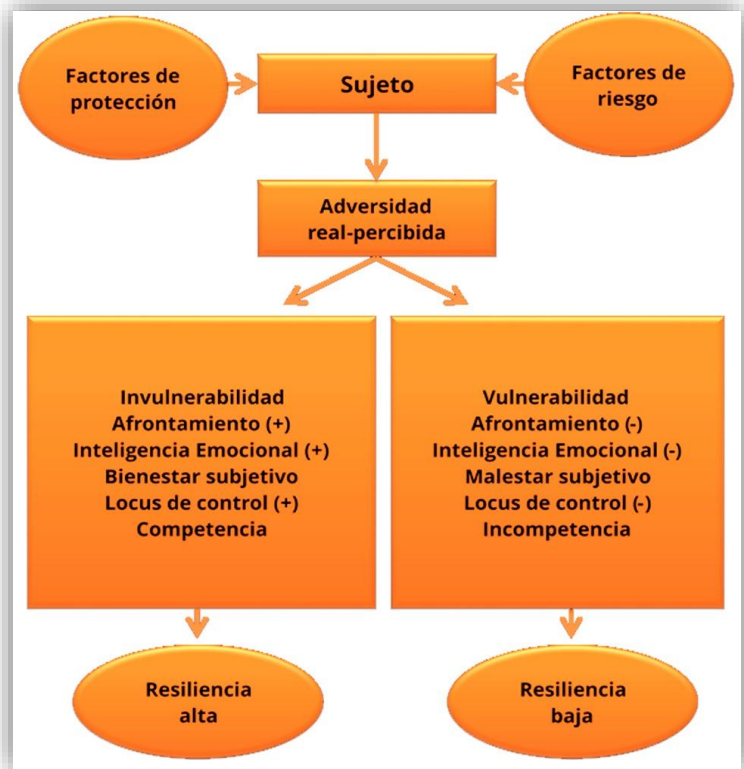 Factores de
protección
Sujeto
Factores de
riesgo
Adversidad
real-percibida
Invulnerabilidad
Afrontamiento (+)
Inteligencia Emocional (+)
Bienestar subjetivo
Locus de control (+)
Competencia
Vulnerabilidad
Afrontamiento (-)
Inteligencia Emocional (-)
Malestar subjetivo
Locus de control (-)
Incompetencia
Resiliencia
alta
Resiliencia
baja